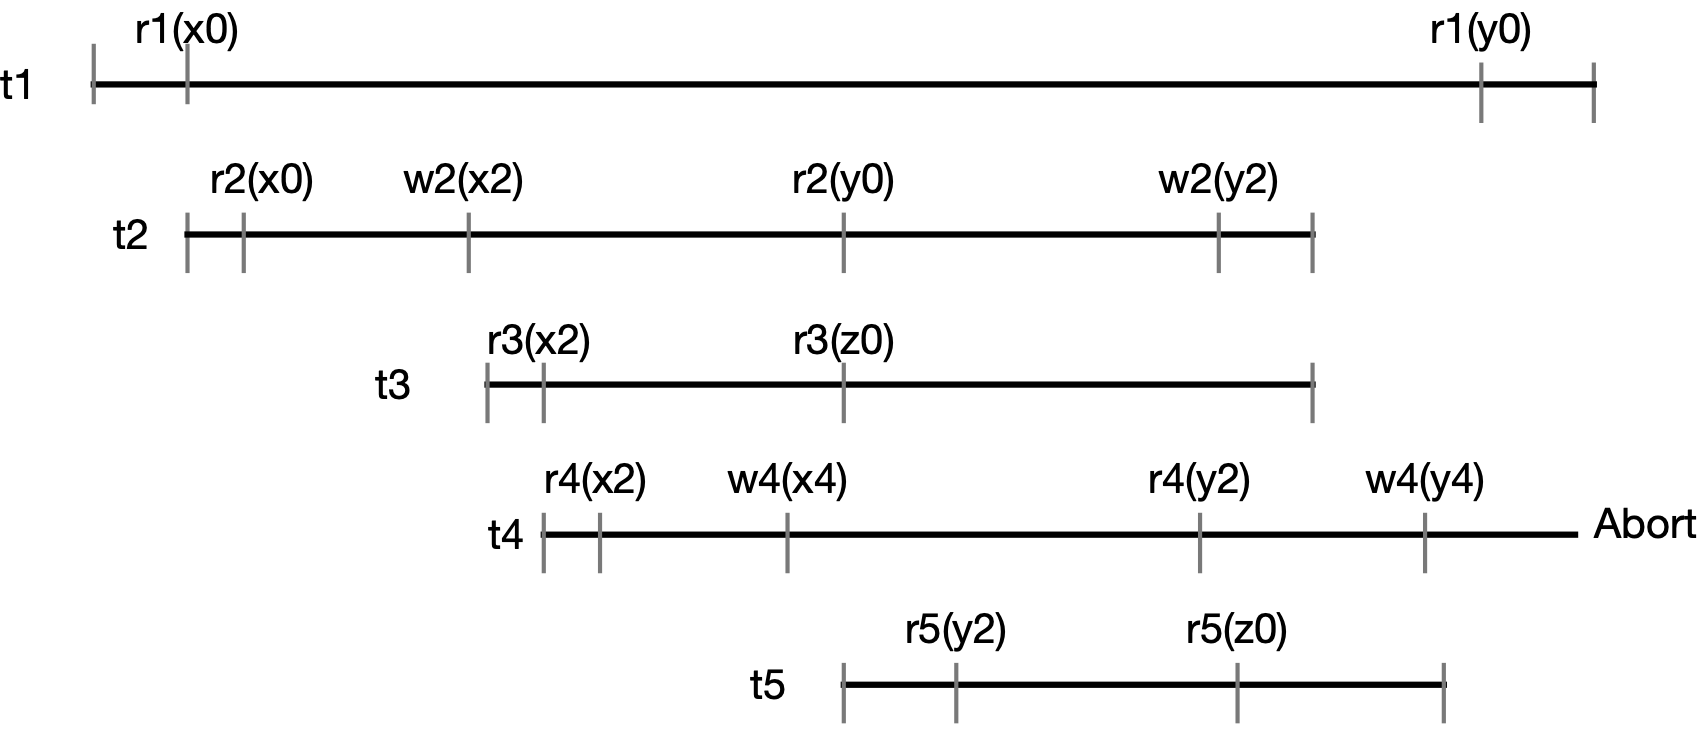 r1(x0) r1(y0)
t1
r2(x0) w2(x2) r2(y0) w2(y2)
t2
r3(x2) r3(z0)
t3
r4(x2) w4(x4) r4(y2) w4(y4)
t4 Abort
r5(y2) r5(z0)
t5